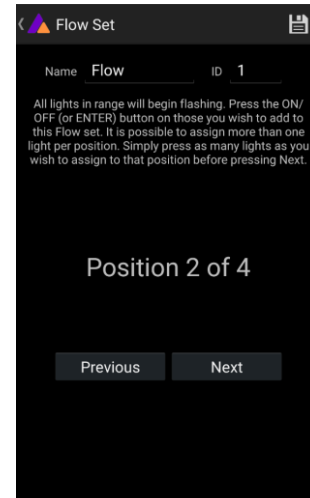 Flow Set
Name Flow ID 1
All lights in range will begin flashing. Press the ON/
OFF (or ENTER) button on those you wish to add to
this Flow set. It is possible to assign more than one
light per position. Simply press as many lights as you
wish to assign to that position before pressing Next.
Position 2 of 4
Previous Next